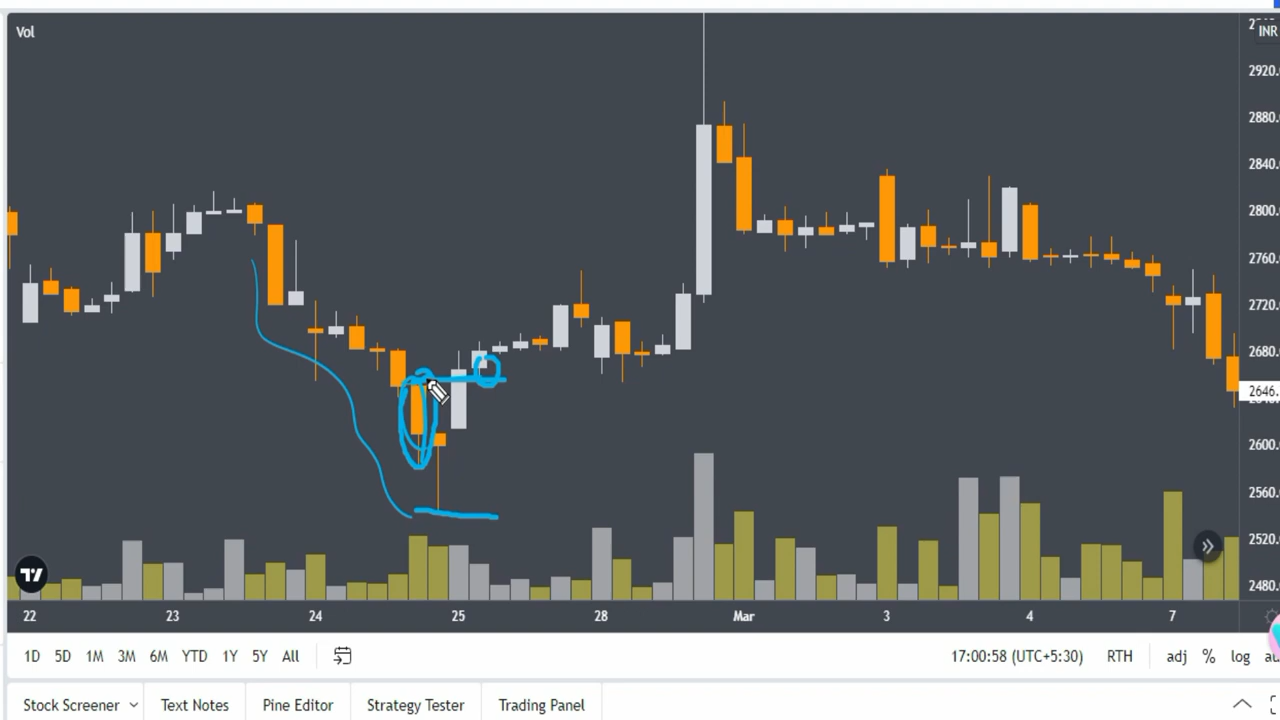 Vol
INR
2920.
2880.
2840.
2800.
2760.
2720.
2680.
2646.
2600.
2560.
2520.
2480.
22 23 24 25 28 Mar 3 4 7
1D 5D 1M 3M 6M YTD 1Y 5Y All 17:00:58 (UTC+5:30) RTH adj % log
Stock Screener Text Notes Pine Editor Strategy Tester Trading Panel